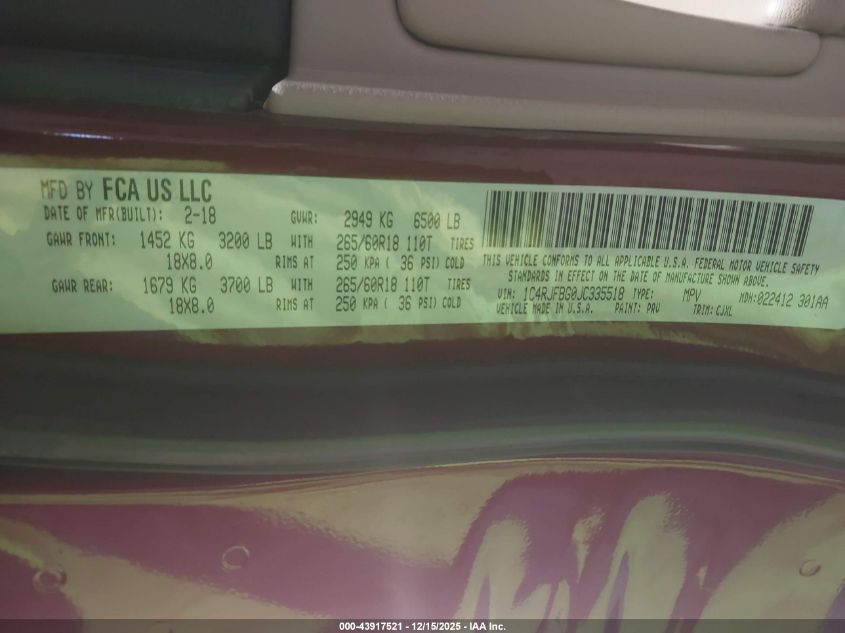 MFD BY FCA US LLC
DATE OF MFR(BUILT): 2-18 GVWR: 2949 KG 6500 LB
GAWR FRONT: 1452 KG 3200 LB WITH 265/60R18 110T TIRES
18X8.0 RIMS AT 250 KPA ( 36 PSI) COLD
GAWR REAR: 1679 KG 3700 LB WITH 265/60R18 110T TIRES
18X8.0 RIMS AT 250 KPA ( 36 PSI) COLD
THIS VEHICLE CONFORMS TO ALL APPLICABLE U.S.A. FEDERAL MOTOR VEHICLE SAFETY
STANDARDS IN EFFECT ON THE DATE OF MANUFACTURE SHOWN ABOVE.
VIN: 1C4RJFBG0JC335518 TYPE: MPV MDH:022412 301AA
VEHICLE MADE IN U.S.A. PAINT: PRV TRIM: CJXL
000-43917521 - 12/15/2025 - IAA Inc.